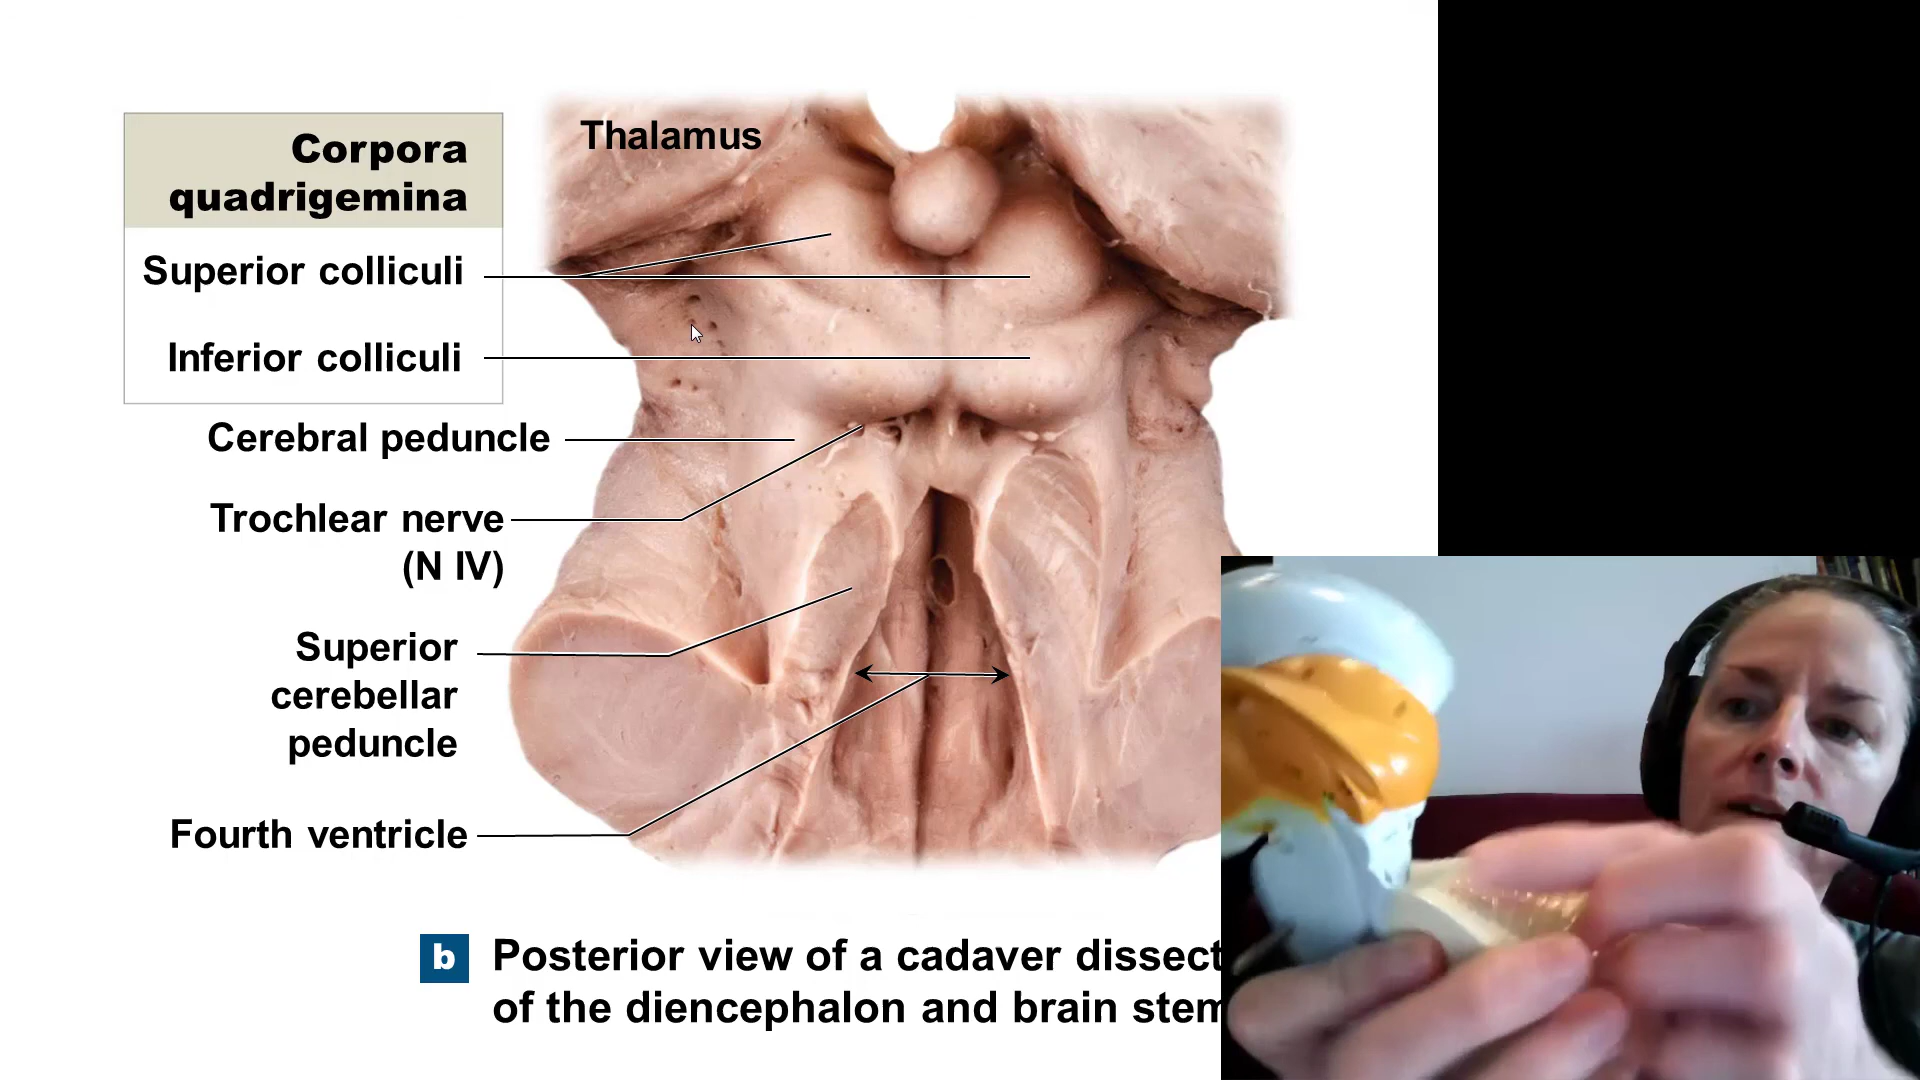 Thalamus
Corpora
quadrigemina
Superior colliculi
Inferior colliculi
Cerebral peduncle
Trochlear nerve
(N IV)
Superior
cerebellar
peduncle
Fourth ventricle
b Posterior view of a cadaver dissect
of the diencephalon and brain stem